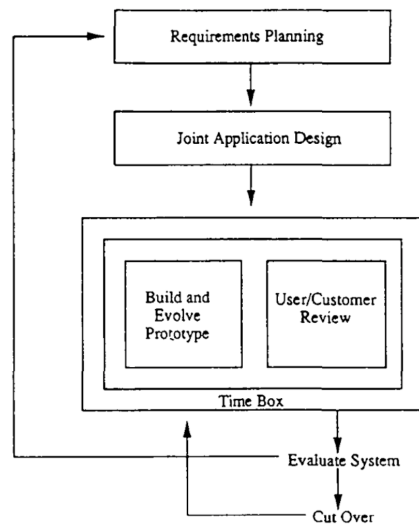 Requirements Planning
Joint Application Design
Build and
Evolve
Prototype
User/Customer
Review
Time Box
Evaluate System
Cut Over